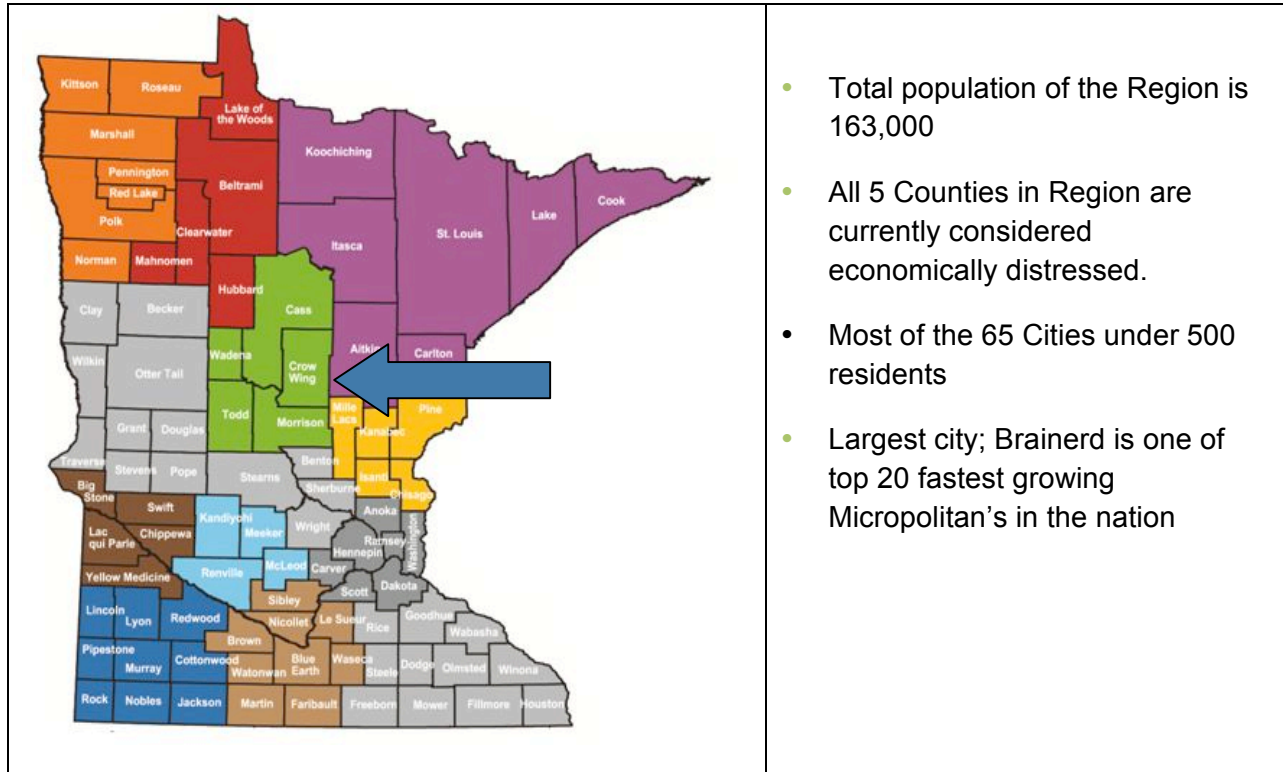 Kittson
Roseau
Lake of
the Woods
Marshall
Koochiching
Pennington
Red Lake
Beltrami
Cook
Polk
Lake
St. Louis
Clearwater
Itasca
Norman
Mahnomen
Hubbard
Cass
Clay
Becker
Wadena
Aitkin
Carlton
Wilkin
Otter Tail
Crow
Wing
Todd
Morrison
Mille
Lacs
Pine
Kanabec
Grant
Douglas
Benton
Traverse
Stevens
Pope
Stearns
Isanti
Sherburne
Chisago
Big
Stone
Swift
Anoka
Kandiyohi
Meeker
Wright
Washington
Lac
qui Parle
Chippewa
Ramsey
Hennepin
McLeod
Carver
Yellow Medicine
Renville
Scott
Dakota
Sibley
Lincoln
Lyon
Redwood
Nicollet
Le Sueur
Rice
Goodhue
Wabasha
Brown
Pipestone
Murray
Cottonwood
Watonwan
Blue
Earth
Waseca
Steele
Dodge
Olmsted
Winona
Rock
Nobles
Jackson
Martin
Faribault
Freeborn
Mower
Fillmore
Houston
• Total population of the Region is
163,000
• All 5 Counties in Region are
currently considered
economically distressed.
• Most of the 65 Cities under 500
residents
• Largest city; Brainerd is one of
top 20 fastest growing
Micropolitan's in the nation